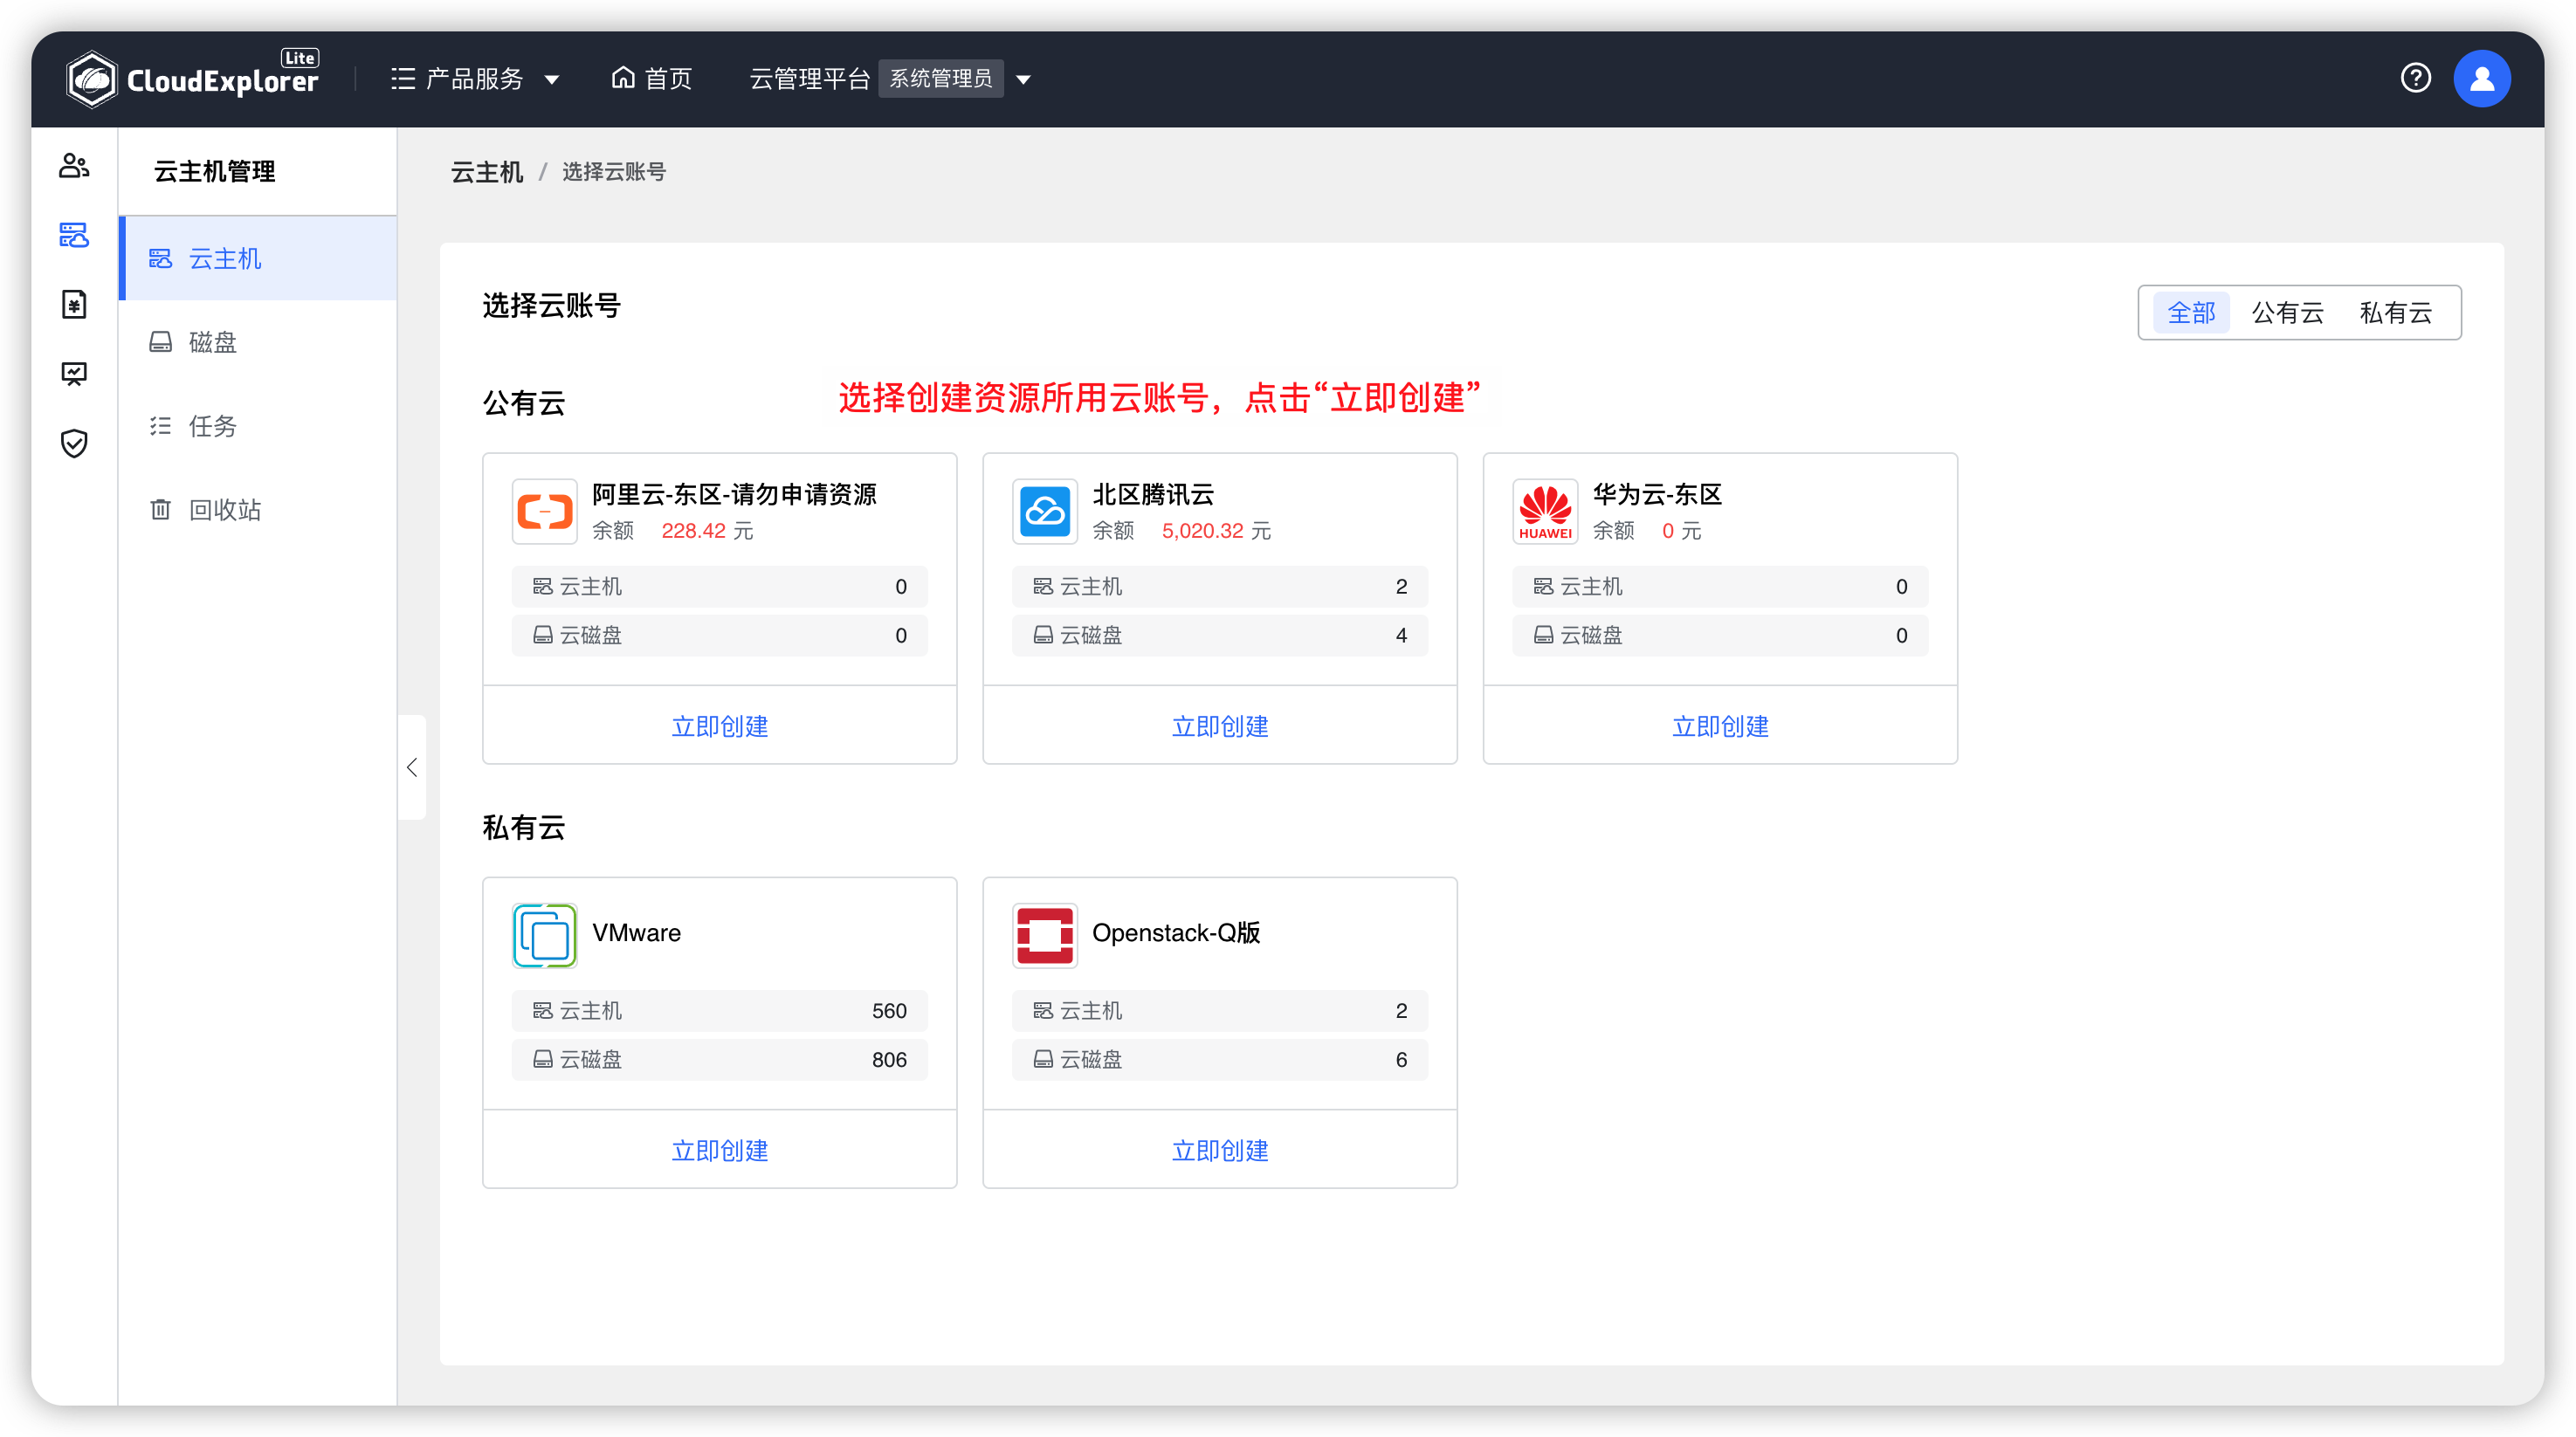 CloudExplorer Lite
产品服务
首页
云管理平台 系统管理员
云主机管理
云主机
磁盘
任务
回收站
云主机 / 选择云账号
选择云账号
全部 公有云 私有云
公有云
选择创建资源所用云账号，点击“立即创建”
阿里云-东区-请勿申请资源
余额 228.42 元
云主机 0
云磁盘 0
立即创建
北区腾讯云
余额 5,020.32 元
云主机 2
云磁盘 4
立即创建
HUAWEI
华为云-东区
余额 0 元
云主机 0
云磁盘 0
立即创建
私有云
VMware
云主机 560
云磁盘 806
立即创建
Openstack-Q版
云主机 2
云磁盘 6
立即创建